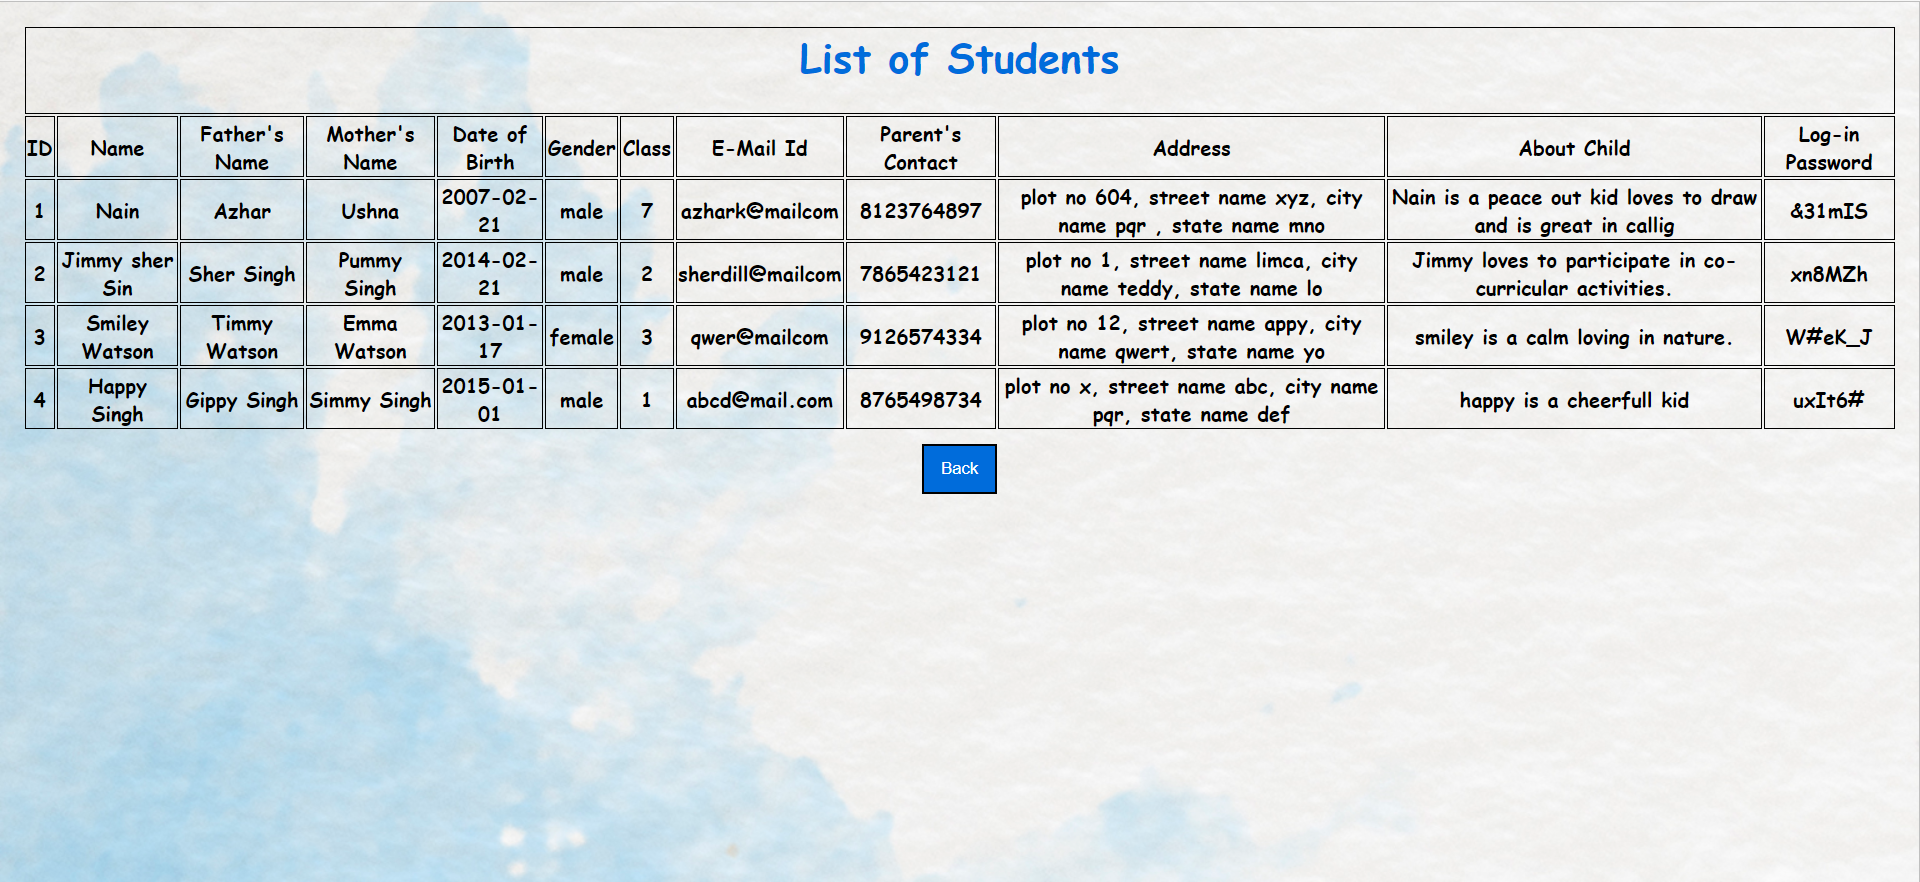 List of Students
ID Name Father's Name Mother's Name Date of Birth Gender Class E-Mail Id Parent's Contact Address About Child Log-in Password
1 Nain Azhar Ushna 2007-02-21 male 7 azhark@mailcom 8123764897 plot no 604, street name xyz, city name pqr , state name mno Nain is a peace out kid loves to draw and is great in callig &31mIS
2 Jimmy sher Sin Sher Singh Pummy Singh 2014-02-21 male 2 sherdill@mailcom 7865423121 plot no 1, street name limca, city name teddy, state name lo Jimmy loves to participate in co-curricular activities. xn8MZh
3 Smiley Watson Timmy Watson Emma Watson 2013-01-17 female 3 qwer@mailcom 9126574334 plot no 12, street name appy, city name qwert, state name yo smiley is a calm loving in nature. W#eK_J
4 Happy Singh Gippy Singh Simmy Singh 2015-01-01 male 1 abcd@mail.com 8765498734 plot no x, street name abc, city name pqr, state name def happy is a cheerfull kid uxIt6#
Back